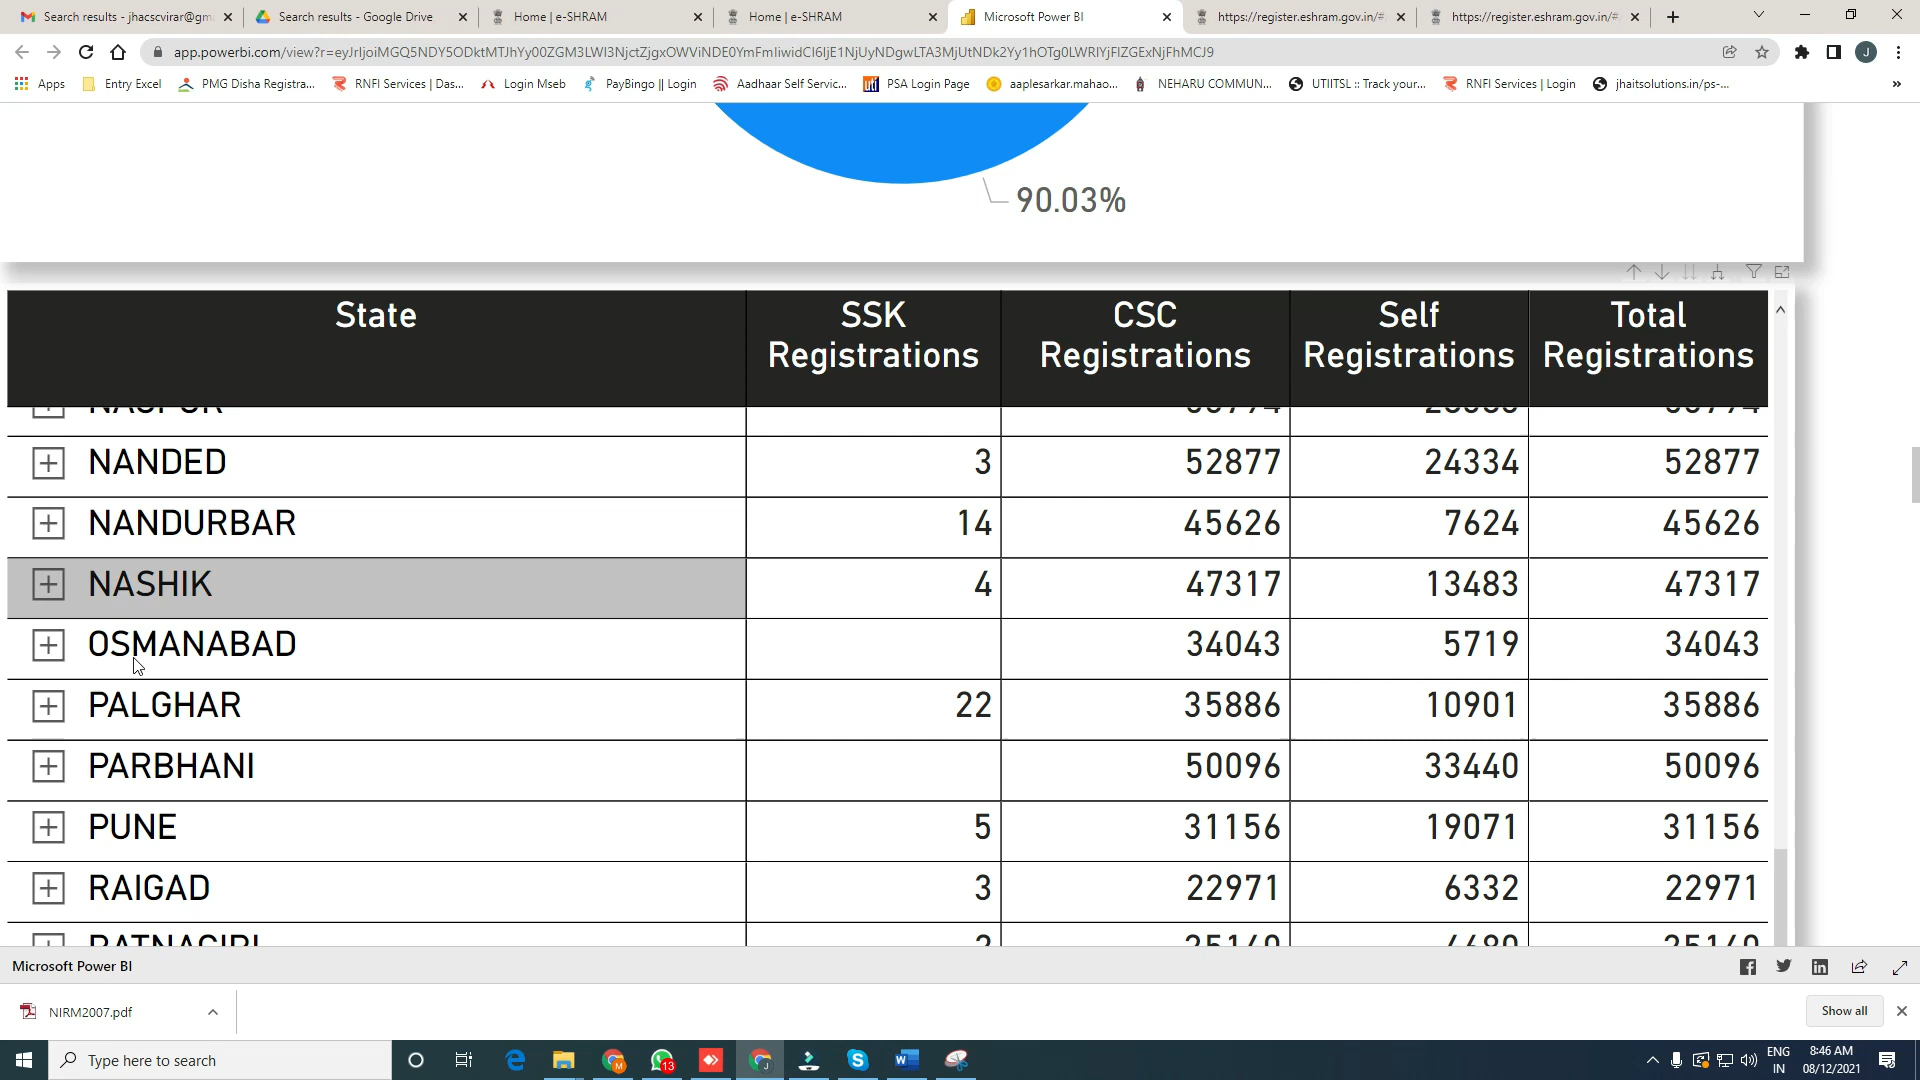 Search results - jhacscvirar@gm
Search results - Google Drive
Home | e-SHRAM
Home | e-SHRAM
Microsoft Power BI
https://register.eshram.gov.in/#
https://register.eshram.gov.in/#
app.powerbi.com/view?r=eyJrIjoiMGQ5NDY5ODktMTJhYy00ZGM3LWI3NjctZjgxOWViNDE0YmFmIiwidCI6IjE1NjUyNDgwLTA3MjUtNDk2Yy1hOTg0LWRlYjFlZGExNjFhMCJ9
J
Apps
Entry Excel
PMG Disha Registra...
RNFI Services | Das...
Login Mseb
PayBingo || Login
Aadhaar Self Servic...
PSA Login Page
aaplesarkar.mahao...
NEHARU COMMUN...
UTIITSL :: Track your...
RNFI Services | Login
jhaitsolutions.in/ps-...
»
90.03%
State SSK Registrations CSC Registrations Self Registrations Total Registrations
NAGPUR
NANDED 3 52877 24334 52877
NANDURBAR 14 45626 7624 45626
NASHIK 4 47317 13483 47317
OSMANABAD 34043 5719 34043
PALGHAR 22 35886 10901 35886
PARBHANI 50096 33440 50096
PUNE 5 31156 19071 31156
RAIGAD 3 22971 6332 22971
RATNAGIRI
Microsoft Power BI
NIRM2007.pdf
Show all
Type here to search
13
ENG
IN
8:46 AM
08/12/2021